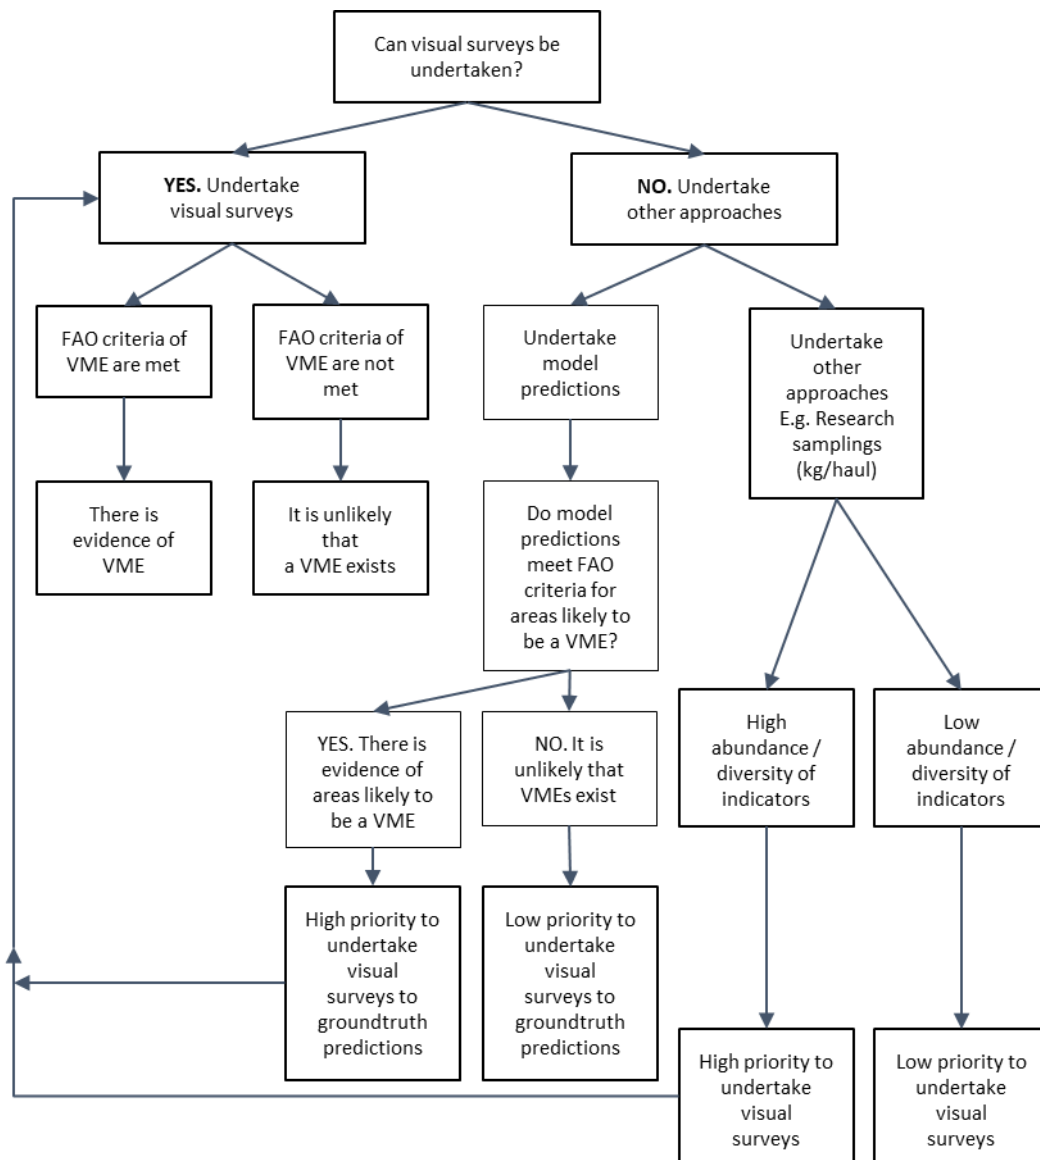 Can visual surveys be
undertaken?
YES. Undertake
visual surveys
NO. Undertake
other approaches
FAO criteria of
VME are met
FAO criteria of
VME are not
met
Undertake
model
predictions
Undertake
other
approaches
E.g. Research
samplings
(kg/haul)
There is
evidence of
VME
It is unlikely
that
a VME exists
Do model
predictions
meet FAO
criteria for
areas likely to
be a VME?
YES. There is
evidence of
areas likely to
be a VME
NO. It is
unlikely that
VMEs exist
High
abundance /
diversity of
indicators
Low
abundance /
diversity of
indicators
High priority to
undertake
visual
surveys to
groundtruth
predictions
Low priority to
undertake
visual
surveys to
groundtruth
predictions
High priority to
undertake
visual
surveys
Low priority to
undertake
visual
surveys